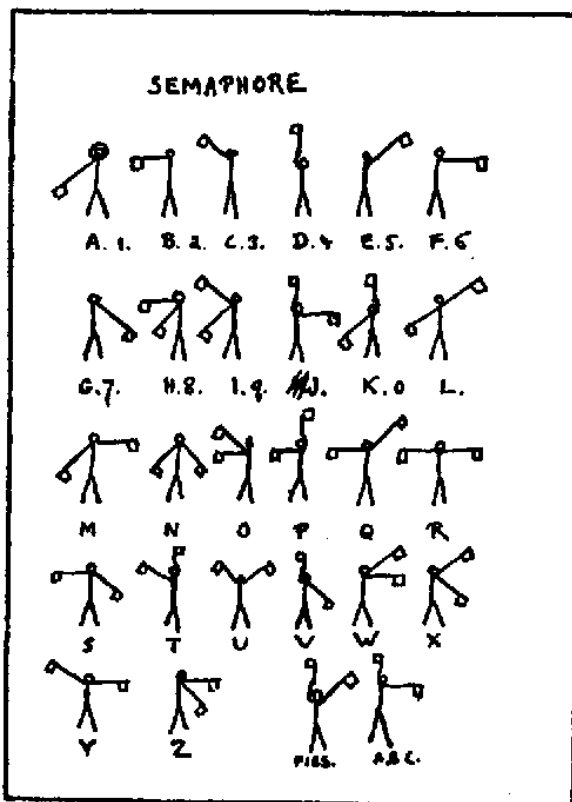 SEMAPHORE
A. 1. B. 2. C. 3. D. 4 E. 5. F. 6
G. 7. H. 8. I. 9. J. K. 0 L.
M N O P Q R
S T U V W X
Y Z FIGS. A.B.C.